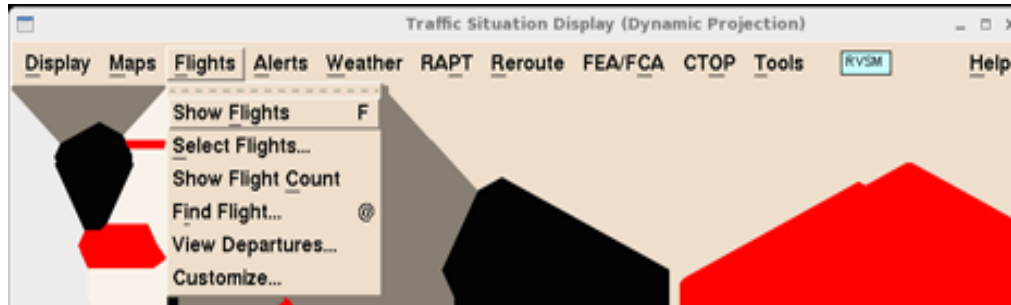 Traffic Situation Display (Dynamic Projection)
Display Maps Flights Alerts Weather RAPT Reroute FEA/FCA CTOP Tools RVSM Help
Show Flights F
Select Flights...
Show Flight Count
Find Flight... @
View Departures...
Customize...